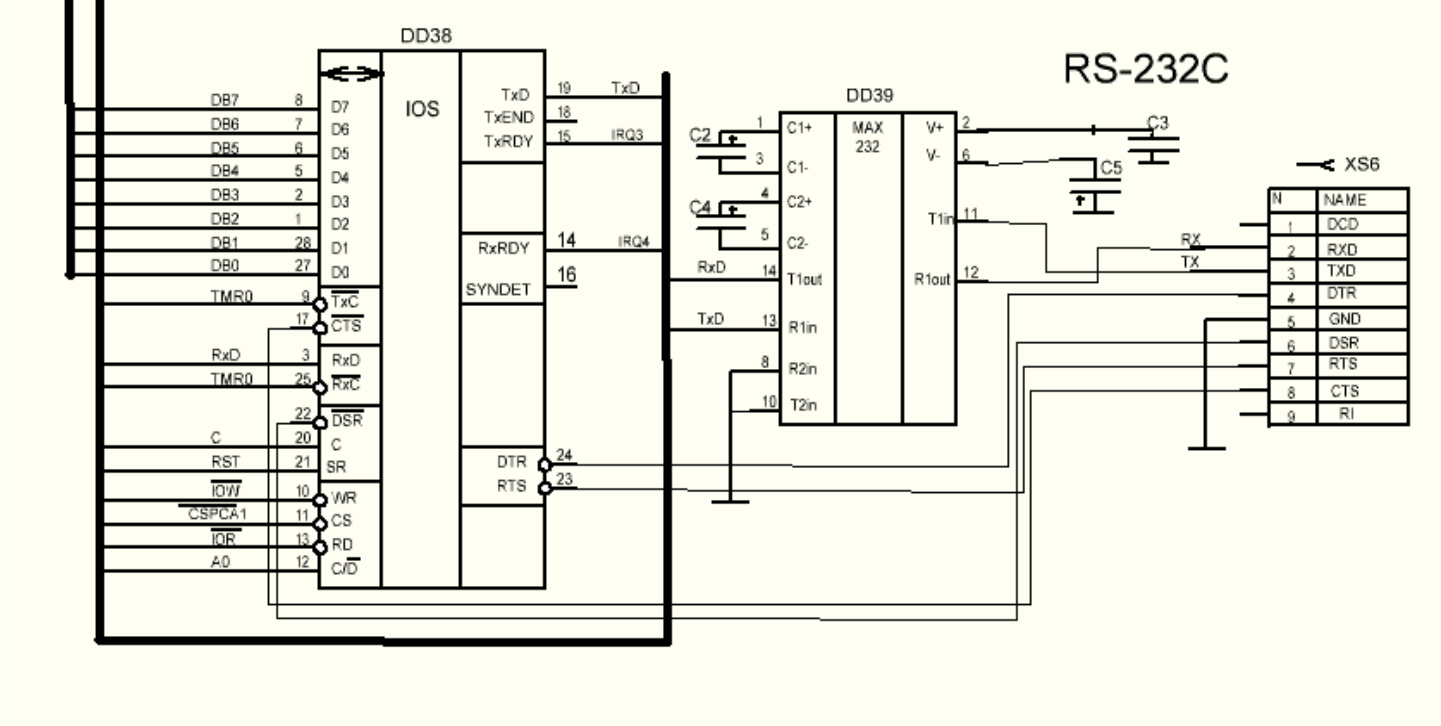 DD38
RS-232C
DB7 8 D7 IOS TxD 19 TxD
DB6 7 D6 TxEND 18
DB5 6 D5 TxRDY 15 IRQ3
DB4 5 D4
DB3 2 D3
DB2 1 D2
DB1 28 D1 RxRDY 14 IRQ4
DB0 27 D0 SYNDET 16
TMR0 9 TxC
17 CTS
RxD 3 RxD
TMR0 25 RxC
22 DSR
C 20 C
RST 21 SR
IOW 10 WR
CSPCA1 11 CS
IOR 13 RD
A0 12 C/D
DTR 24
RTS 23
DD39
C2 1 C1+ MAX V+ 2 C3
232
3 C1- V- 6 C5
C4 4 C2+
5 C2- T1in 11
RxD 14 T1out R1out 12
TxD 13 R1in
8 R2in
10 T2in
RX
TX
XS6
N NAME
1 DCD
2 RXD
3 TXD
4 DTR
5 GND
6 DSR
7 RTS
8 CTS
9 RI